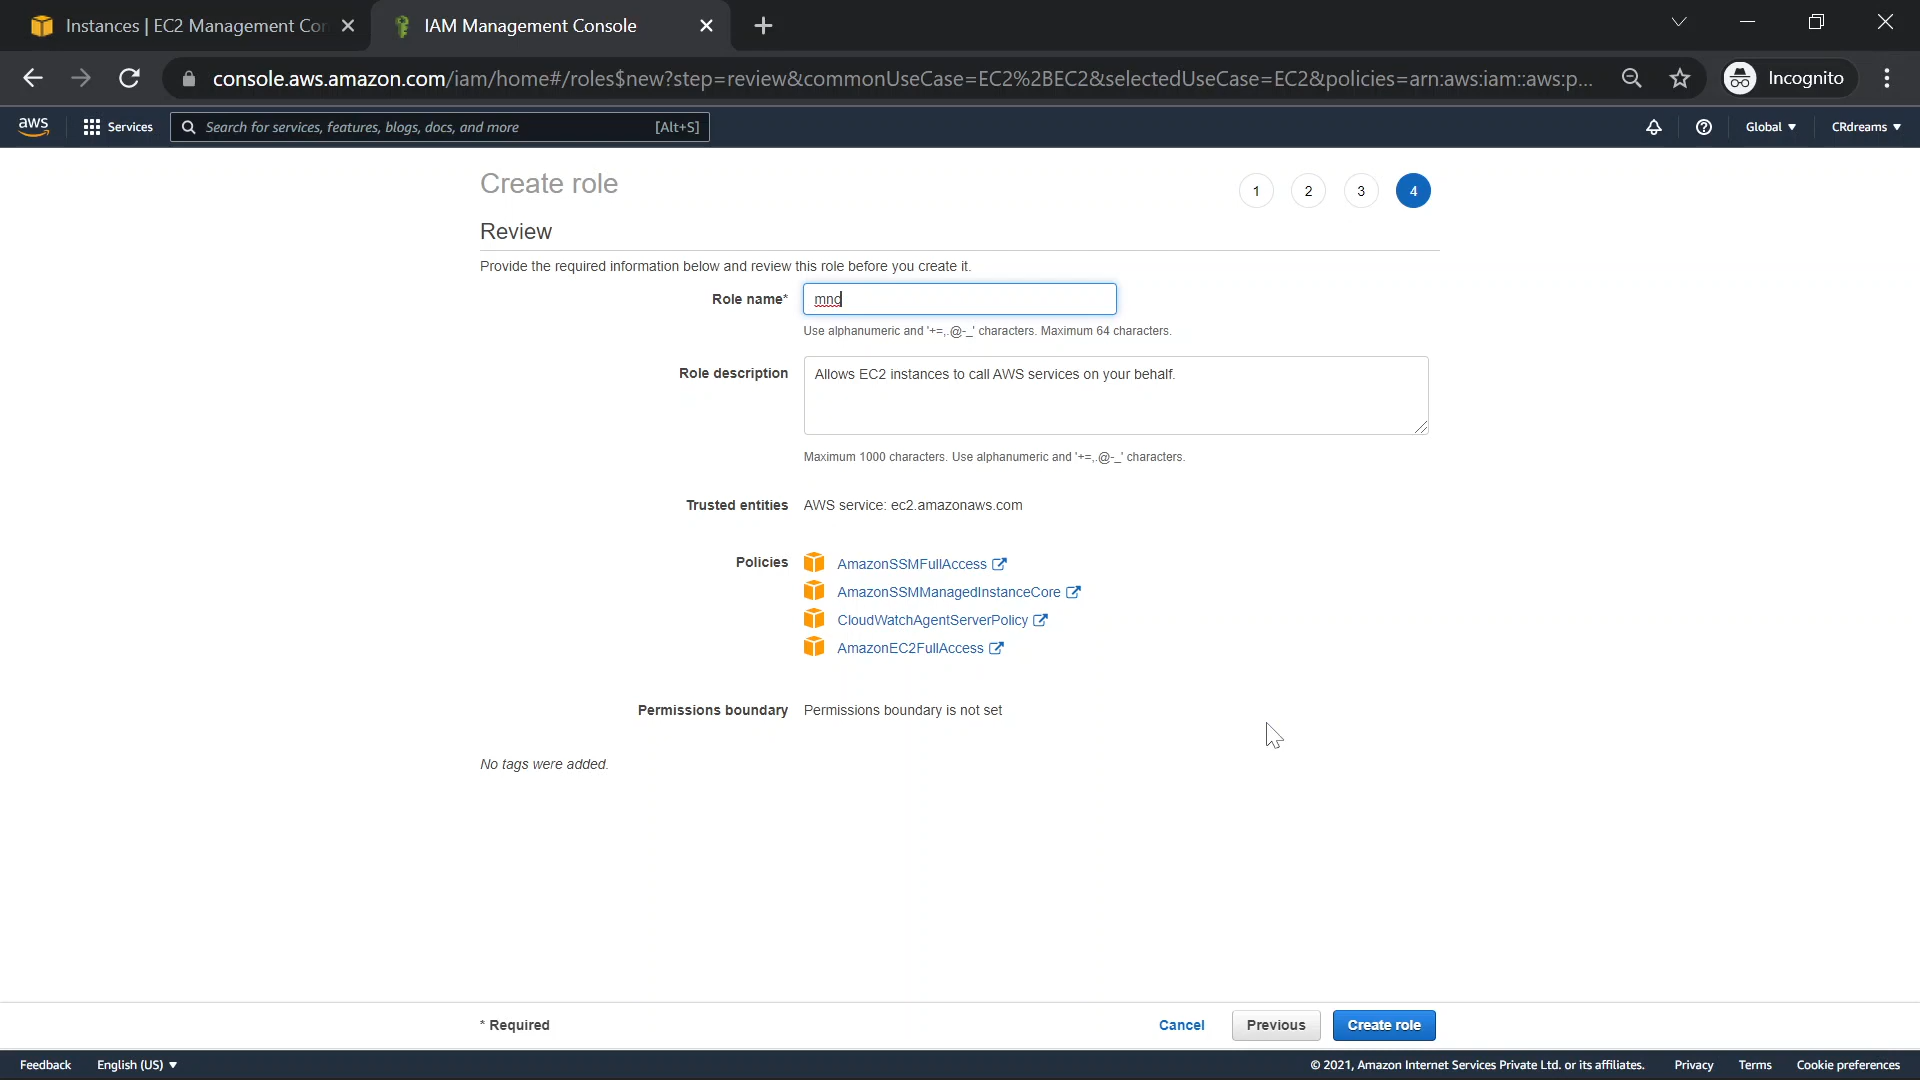 Instances | EC2 Management Con
IAM Management Console
console.aws.amazon.com/iam/home#/roles$new?step=review&commonUseCase=EC2%2BEC2&selectedUseCase=EC2&policies=arn:aws:iam::aws:p...
Incognito
aws
Services
Search for services, features, blogs, docs, and more
[Alt+S]
Global
CRdreams
Create role
1
2
3
4
Review
Provide the required information below and review this role before you create it.
Role name*
mnd
Use alphanumeric and '+=,.@-_' characters. Maximum 64 characters.
Role description
Allows EC2 instances to call AWS services on your behalf.
Maximum 1000 characters. Use alphanumeric and '+=,.@-_' characters.
Trusted entities
AWS service: ec2.amazonaws.com
Policies
AmazonSSMFullAccess
AmazonSSMManagedInstanceCore
CloudWatchAgentServerPolicy
AmazonEC2FullAccess
Permissions boundary
Permissions boundary is not set
No tags were added.
* Required
Cancel
Previous
Create role
Feedback
English (US)
© 2021, Amazon Internet Services Private Ltd. or its affiliates.
Privacy
Terms
Cookie preferences